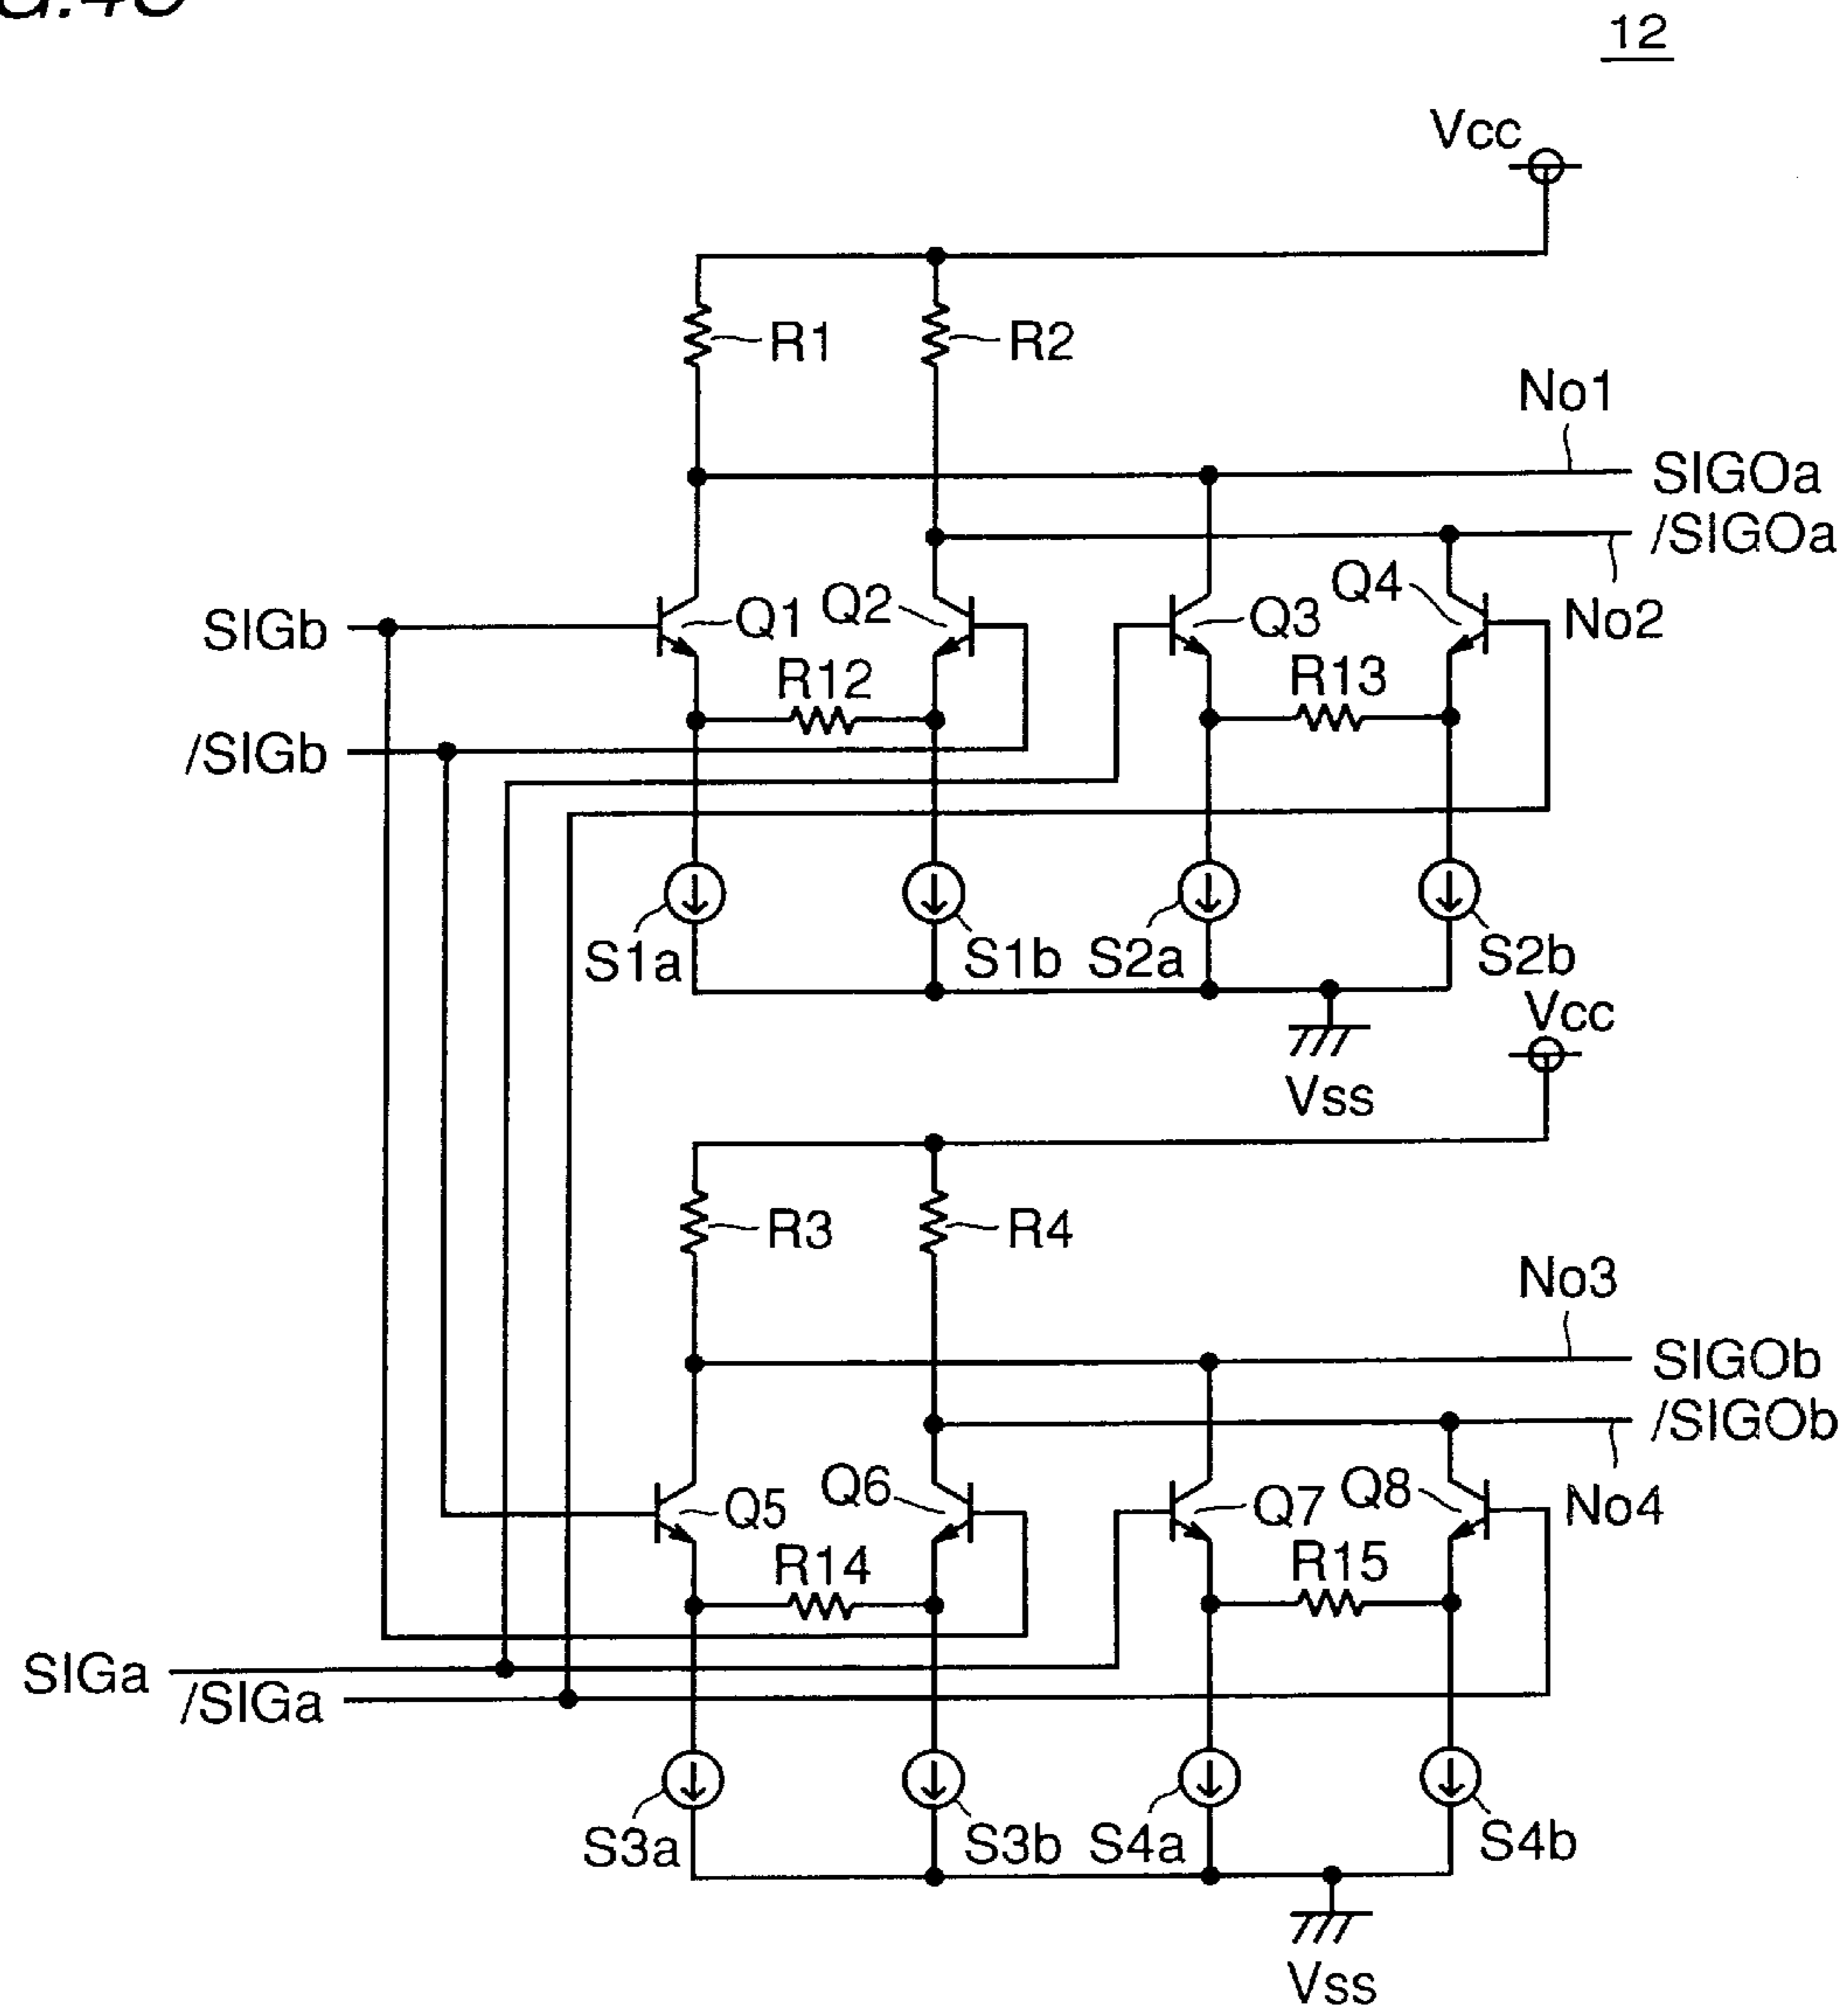 12
Vcc
R1
R2
No1
SIGOa
/SIGOa
Q1
Q2
Q3
Q4
No2
SIGb
R12
R13
/SIGb
S1a
S1b
S2a
S2b
Vcc
Vss
R3
R4
No3
SIGOb
/SIGOb
Q5
Q6
Q7
Q8
No4
R14
R15
SIGa
/SIGa
S3a
S3b
S4a
S4b
Vss